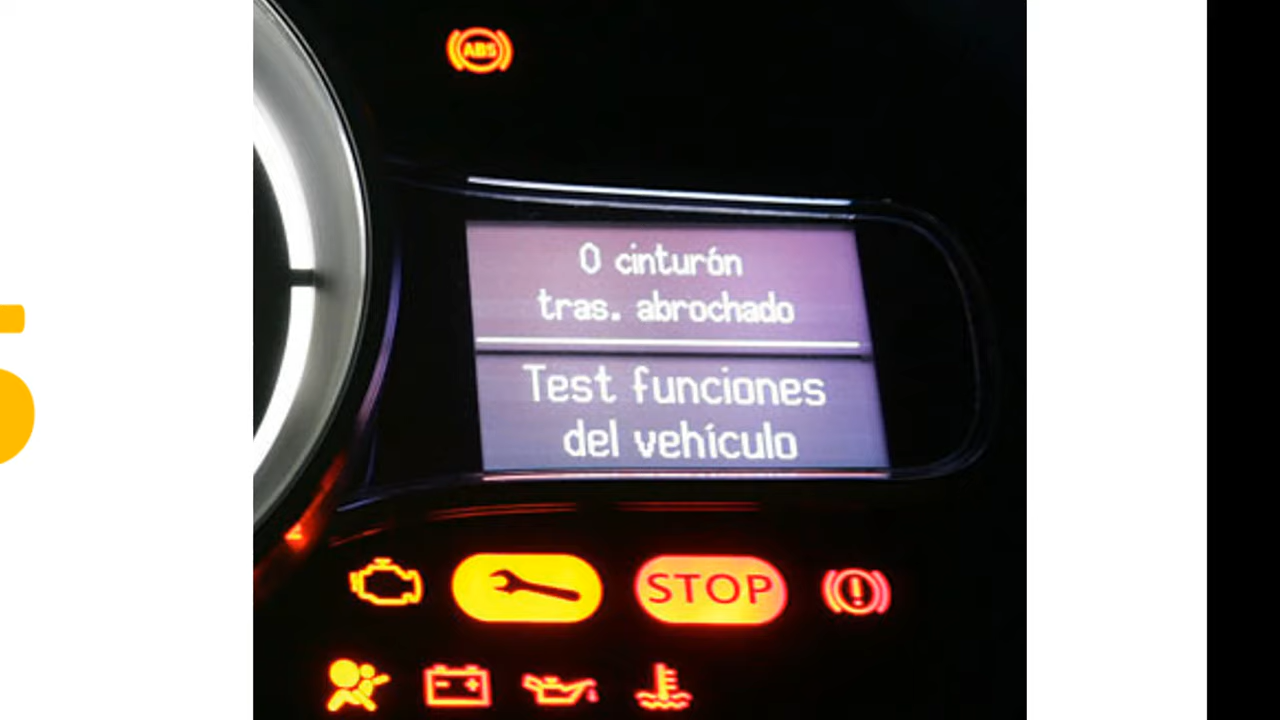 ABS
0 cinturón
tras. abrochado
Test funciones
del vehículo
STOP